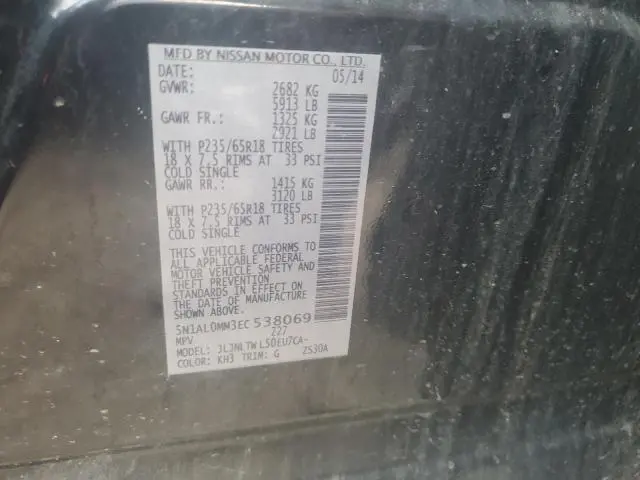 MFD BY NISSAN MOTOR CO., LTD.
DATE: 05/14
GVWR: 2682 KG
5913 LB
GAWR FR.: 1325 KG
2921 LB
WITH P235/65R18 TIRES
18 X 7.5 RIMS AT 33 PSI
COLD SINGLE
GAWR RR.: 1415 KG
3120 LB
WITH P235/65R18 TIRES
18 X 7.5 RIMS AT 33 PSI
COLD SINGLE
THIS VEHICLE CONFORMS TO
ALL APPLICABLE FEDERAL
MOTOR VEHICLE SAFETY AND
THEFT PREVENTION
STANDARDS IN EFFECT ON
THE DATE OF MANUFACTURE
SHOWN ABOVE.
5N1AL0MM3EC538069
MPV Z27
MODEL: JL3NLTWL50EU7CA-
COLOR: KH3 TRIM: G ZS30A